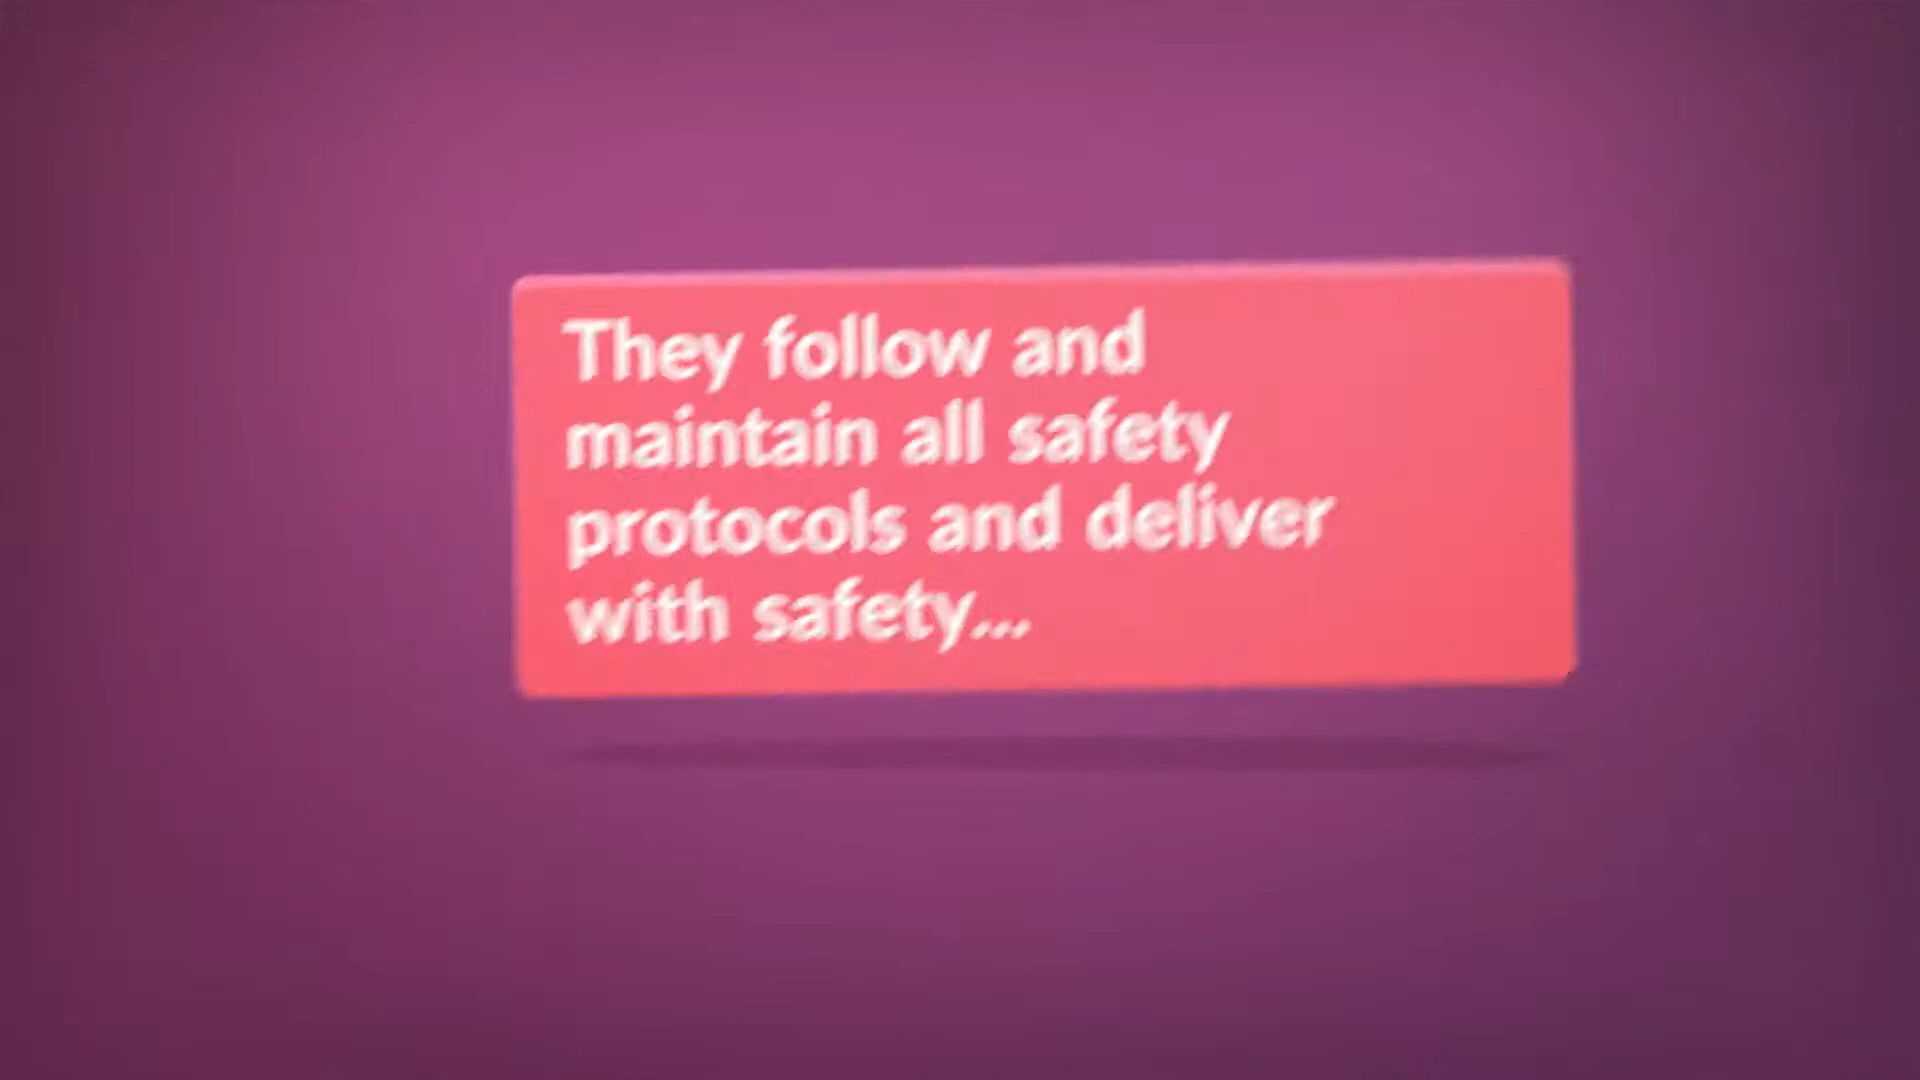 They follow and
maintain all safety
protocols and deliver
with safety...